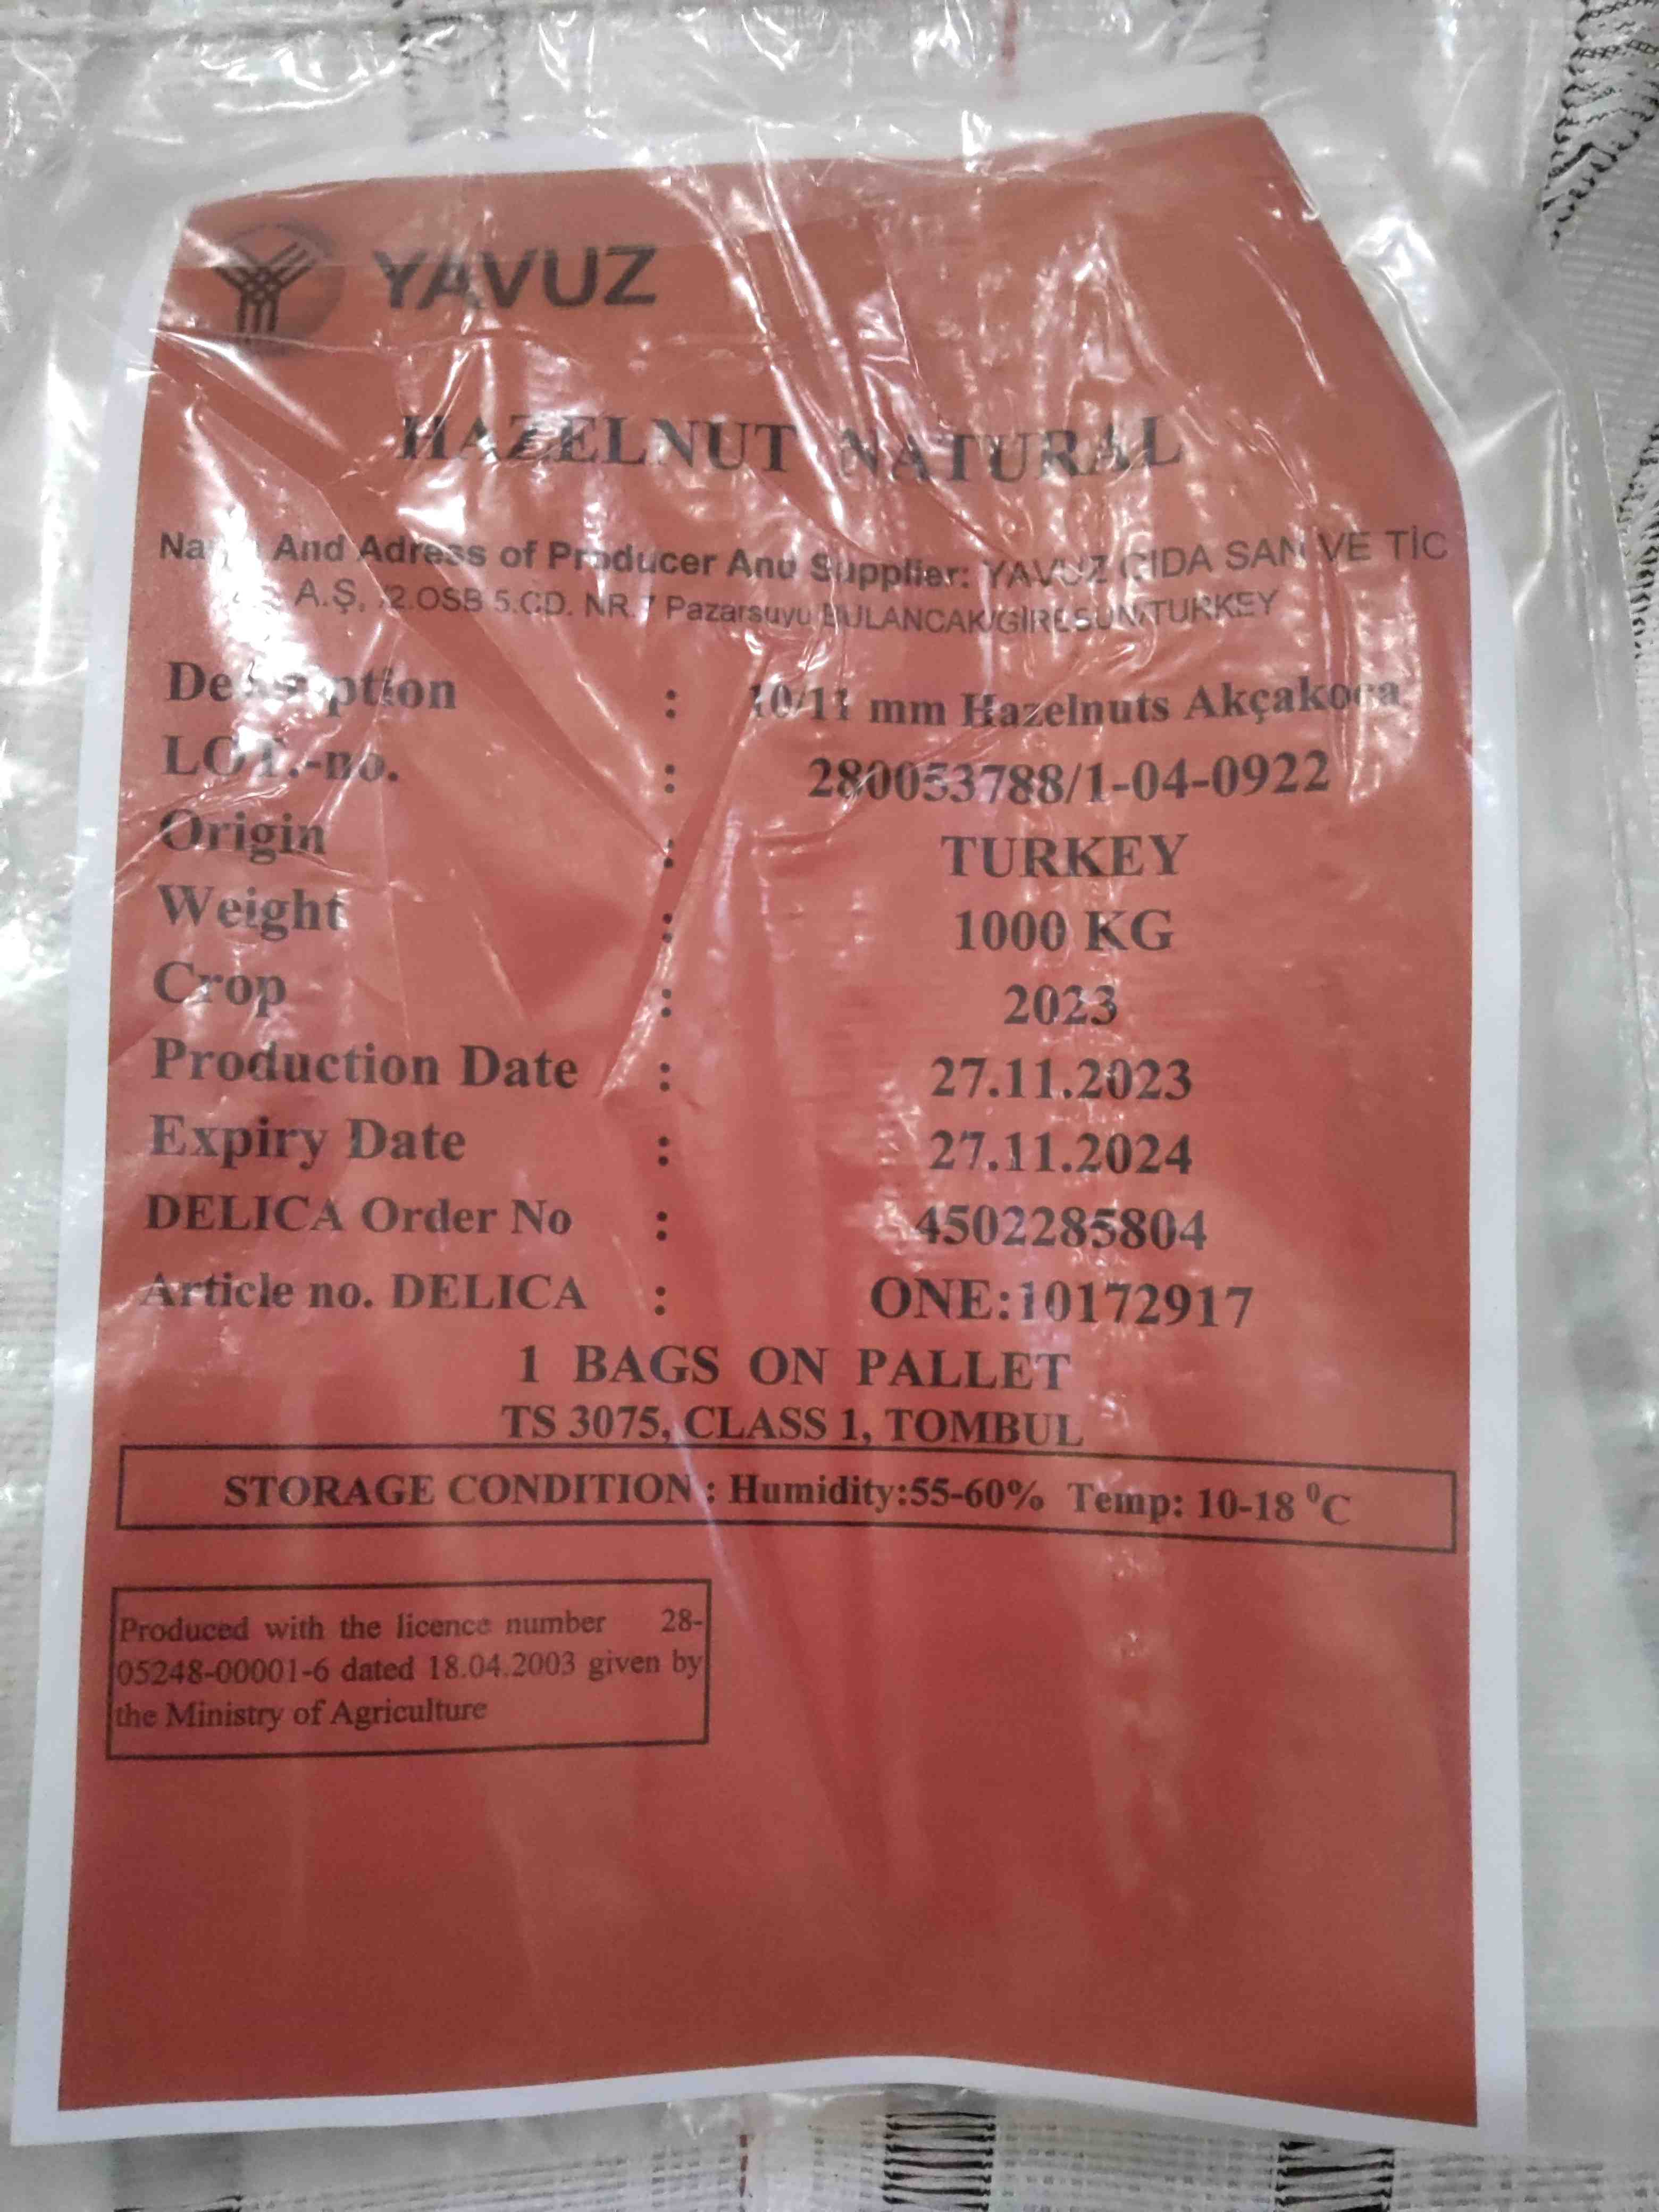 YAVUZ
HAZELNUT NATURAL
And Adress of Producer And Supplier: YAVUZ GIDA SAN VE TİC
A.Ş. 2.OSB 5.CD. NR.7 Pazarsuyu BULANCAK/GİRESUN/TURKEY
Description : 10/11 mm Hazelnuts Akçakoca
LOT.-no. : 280053788/1-04-0922
Origin : TURKEY
Weight : 1000 KG
Crop : 2023
Production Date : 27.11.2023
Expiry Date : 27.11.2024
DELICA Order No : 4502285804
Article no. DELICA : ONE:10172917
1 BAGS ON PALLET
TS 3075, CLASS 1, TOMBUL
STORAGE CONDITION : Humidity:55-60% Temp: 10-18 ⁰C
Produced with the licence number 28-
05248-00001-6 dated 18.04.2003 given by
the Ministry of Agriculture